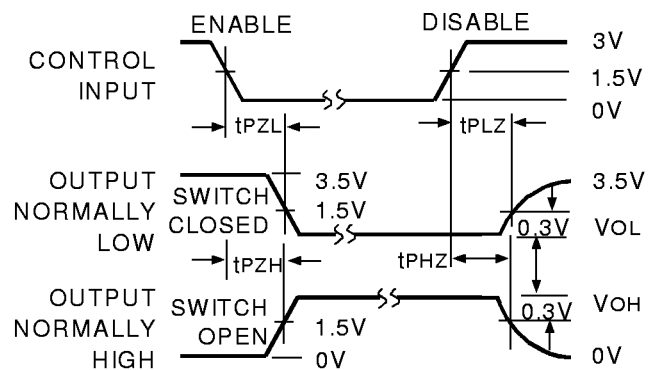 ENABLE
DISABLE
CONTROL
INPUT
3V
1.5V
0V
tPZL
tPLZ
OUTPUT
NORMALLY
LOW
SWITCH
CLOSED
3.5V
1.5V
3.5V
0.3V
VOL
tPZH
tPHZ
OUTPUT
NORMALLY
HIGH
SWITCH
OPEN
1.5V
0V
0.3V
VOH
0V